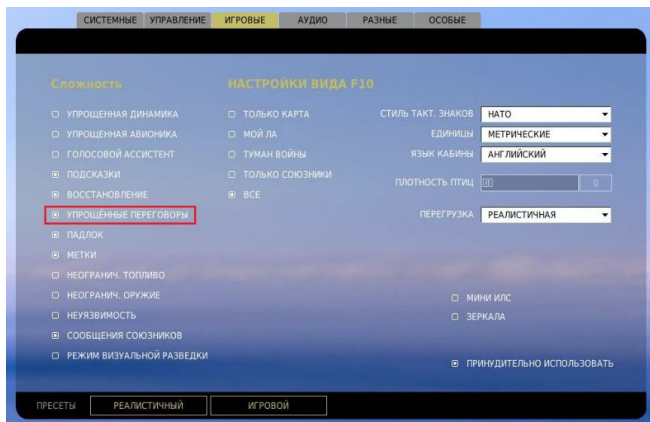 СИСТЕМНЫЕ УПРАВЛЕНИЕ ИГРОВЫЕ АУДИО РАЗНЫЕ ОСОБЫЕ
Сложность
УПРОЩЕННАЯ ДИНАМИКА
УПРОЩЕННАЯ АВИОНИКА
ГОЛОСОВОЙ АССИСТЕНТ
ПОДСКАЗКИ
ВОССТАНОВЛЕНИЕ
УПРОЩЁННЫЕ ПЕРЕГОВОРЫ
ПАДЛОК
МЕТКИ
НЕОГРАНИЧ. ТОПЛИВО
НЕОГРАНИЧ. ОРУЖИЕ
НЕУЯЗВИМОСТЬ
СООБЩЕНИЯ СОЮЗНИКОВ
РЕЖИМ ВИЗУАЛЬНОЙ РАЗВЕДКИ
НАСТРОЙКИ ВИДА F10
ТОЛЬКО КАРТА
МОЙ ЛА
ТУМАН ВОЙНЫ
ТОЛЬКО СОЮЗНИКИ
ВСЕ
СТИЛЬ ТАКТ. ЗНАКОВ НАТО
ЕДИНИЦЫ МЕТРИЧЕСКИЕ
ЯЗЫК КАБИНЫ АНГЛИЙСКИЙ
ПЛОТНОСТЬ ПТИЦ 0
ПЕРЕГРУЗКА РЕАЛИСТИЧНАЯ
МИНИ ИЛС
ЗЕРКАЛА
ПРИНУДИТЕЛЬНО ИСПОЛЬЗОВАТЬ
ПРЕСЕТЫ РЕАЛИСТИЧНЫЙ ИГРОВОЙ